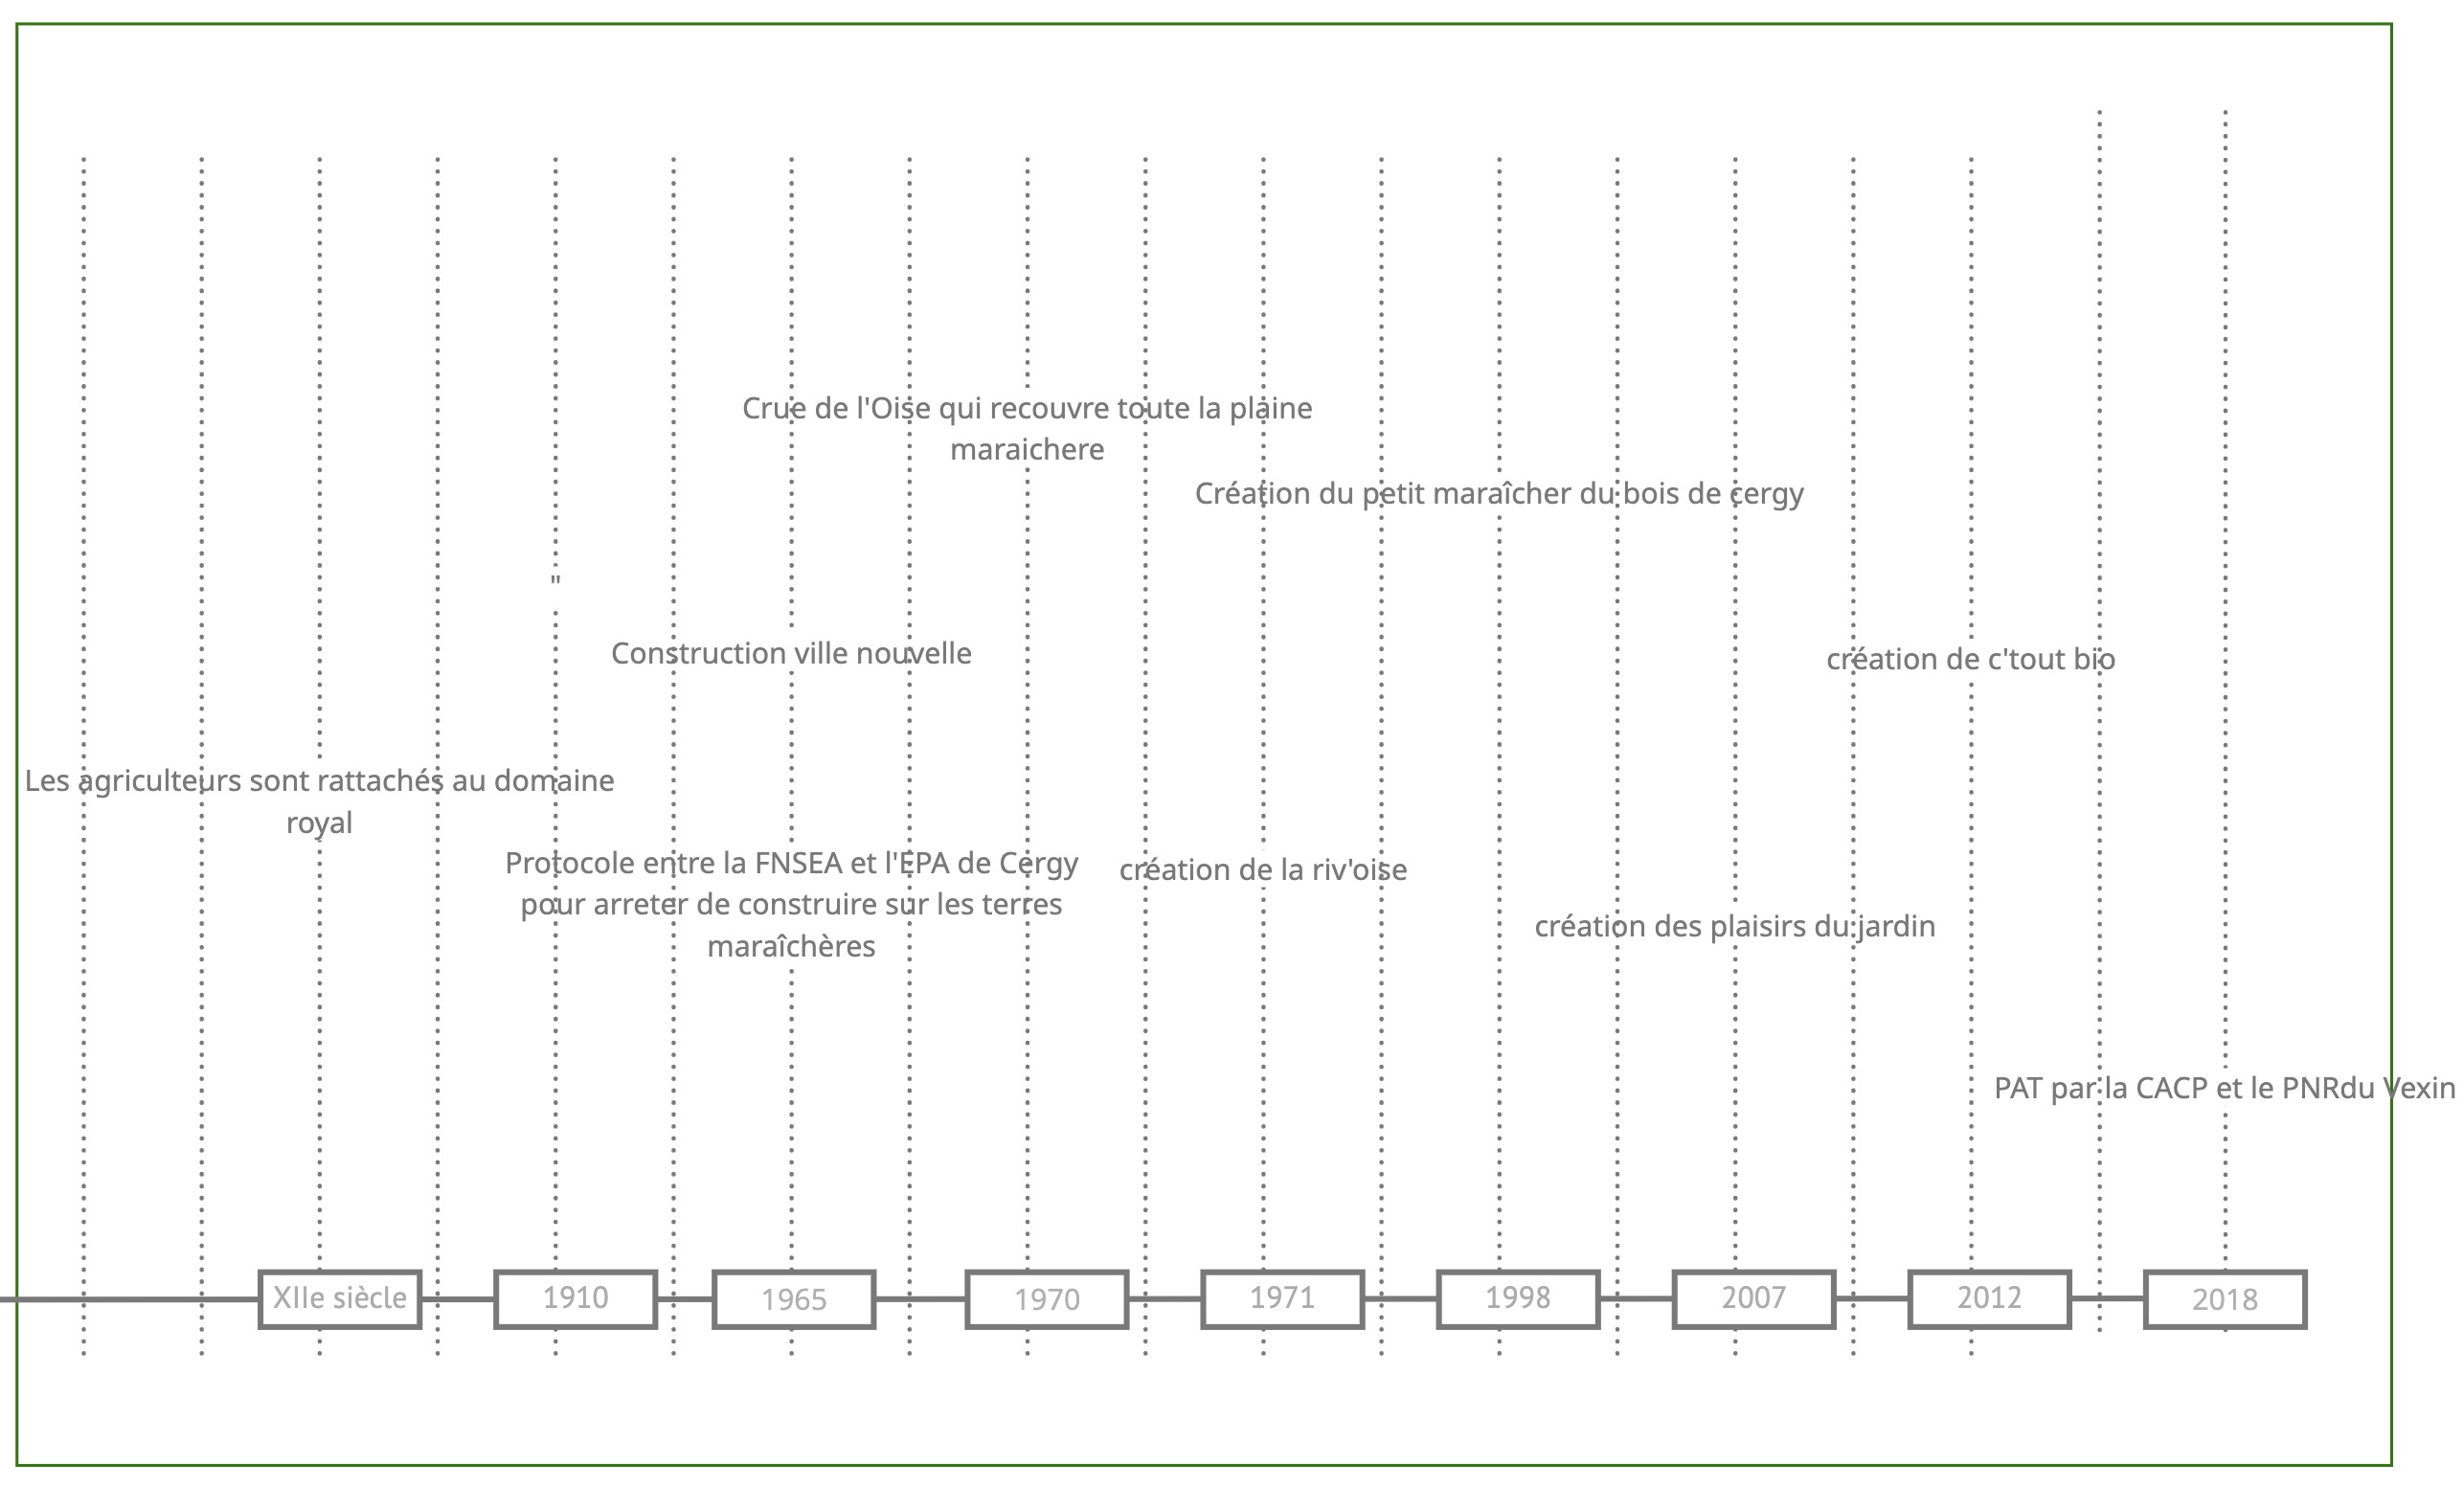 Crue de l'Oise qui recouvre toute la plaine
maraichere
Création du petit maraîcher du bois de cergy
"
Construction ville nouvelle
création de c'tout bio
Les agriculteurs sont rattachés au domaine
royal
Protocole entre la FNSEA et l'EPA de Cergy
pour arreter de construire sur les terres
maraîchères
création de la riv'oise
création des plaisirs du jardin
PAT par la CACP et le PNRdu Vexin
XIIe siècle
1910
1965
1970
1971
1998
2007
2012
2018